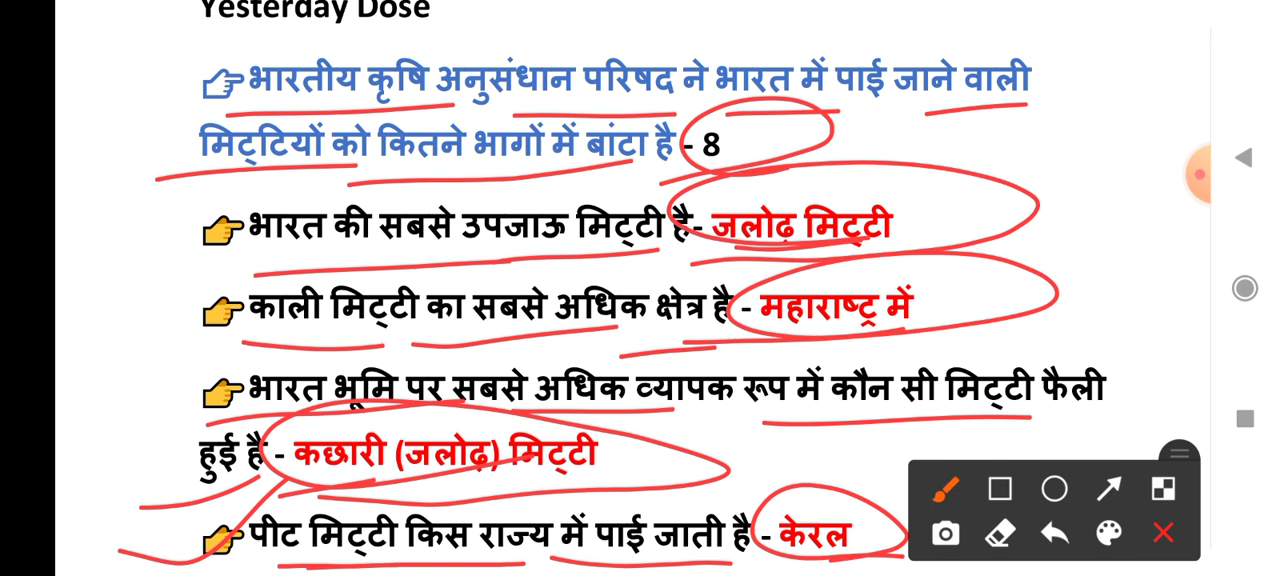 Yesterday Dose
भारतीय कृषि अनुसंधान परिषद ने भारत में पाई जाने वाली
मिट्टियों को कितने भागों में बांटा है - 8
भारत की सबसे उपजाऊ मिट्टी है- जलोढ़ मिट्टी
काली मिट्टी का सबसे अधिक क्षेत्र है - महाराष्ट्र में
भारत भूमि पर सबसे अधिक व्यापक रूप में कौन सी मिट्टी फैली
हुई है - कछारी (जलोढ़) मिट्टी
पीट मिट्टी किस राज्य में पाई जाती है - केरल